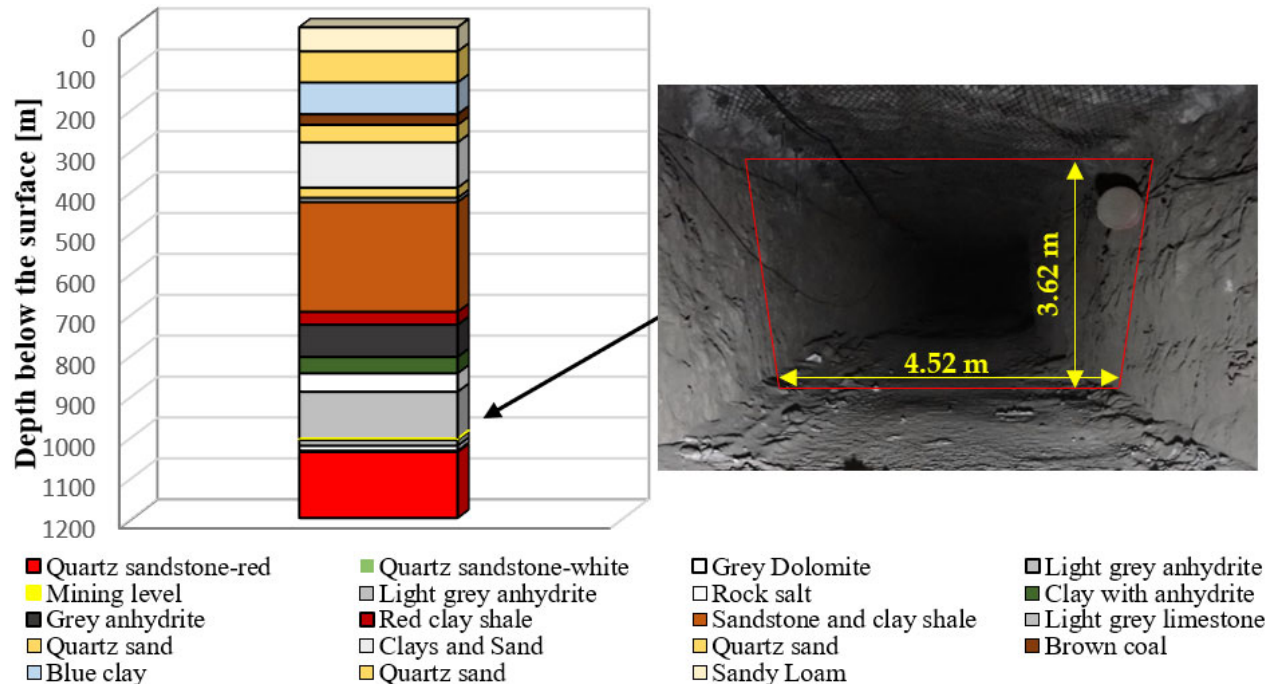 Depth below the surface [m]
0
100
200
300
400
500
600
700
800
900
1000
1100
1200
3.62 m
4.52 m
Quartz sandstone-red Quartz sandstone-white Grey Dolomite Light grey anhydrite
Mining level Light grey anhydrite Rock salt Clay with anhydrite
Grey anhydrite Red clay shale Sandstone and clay shale Light grey limestone
Quartz sand Clays and Sand Quartz sand Brown coal
Blue clay Quartz sand Sandy Loam